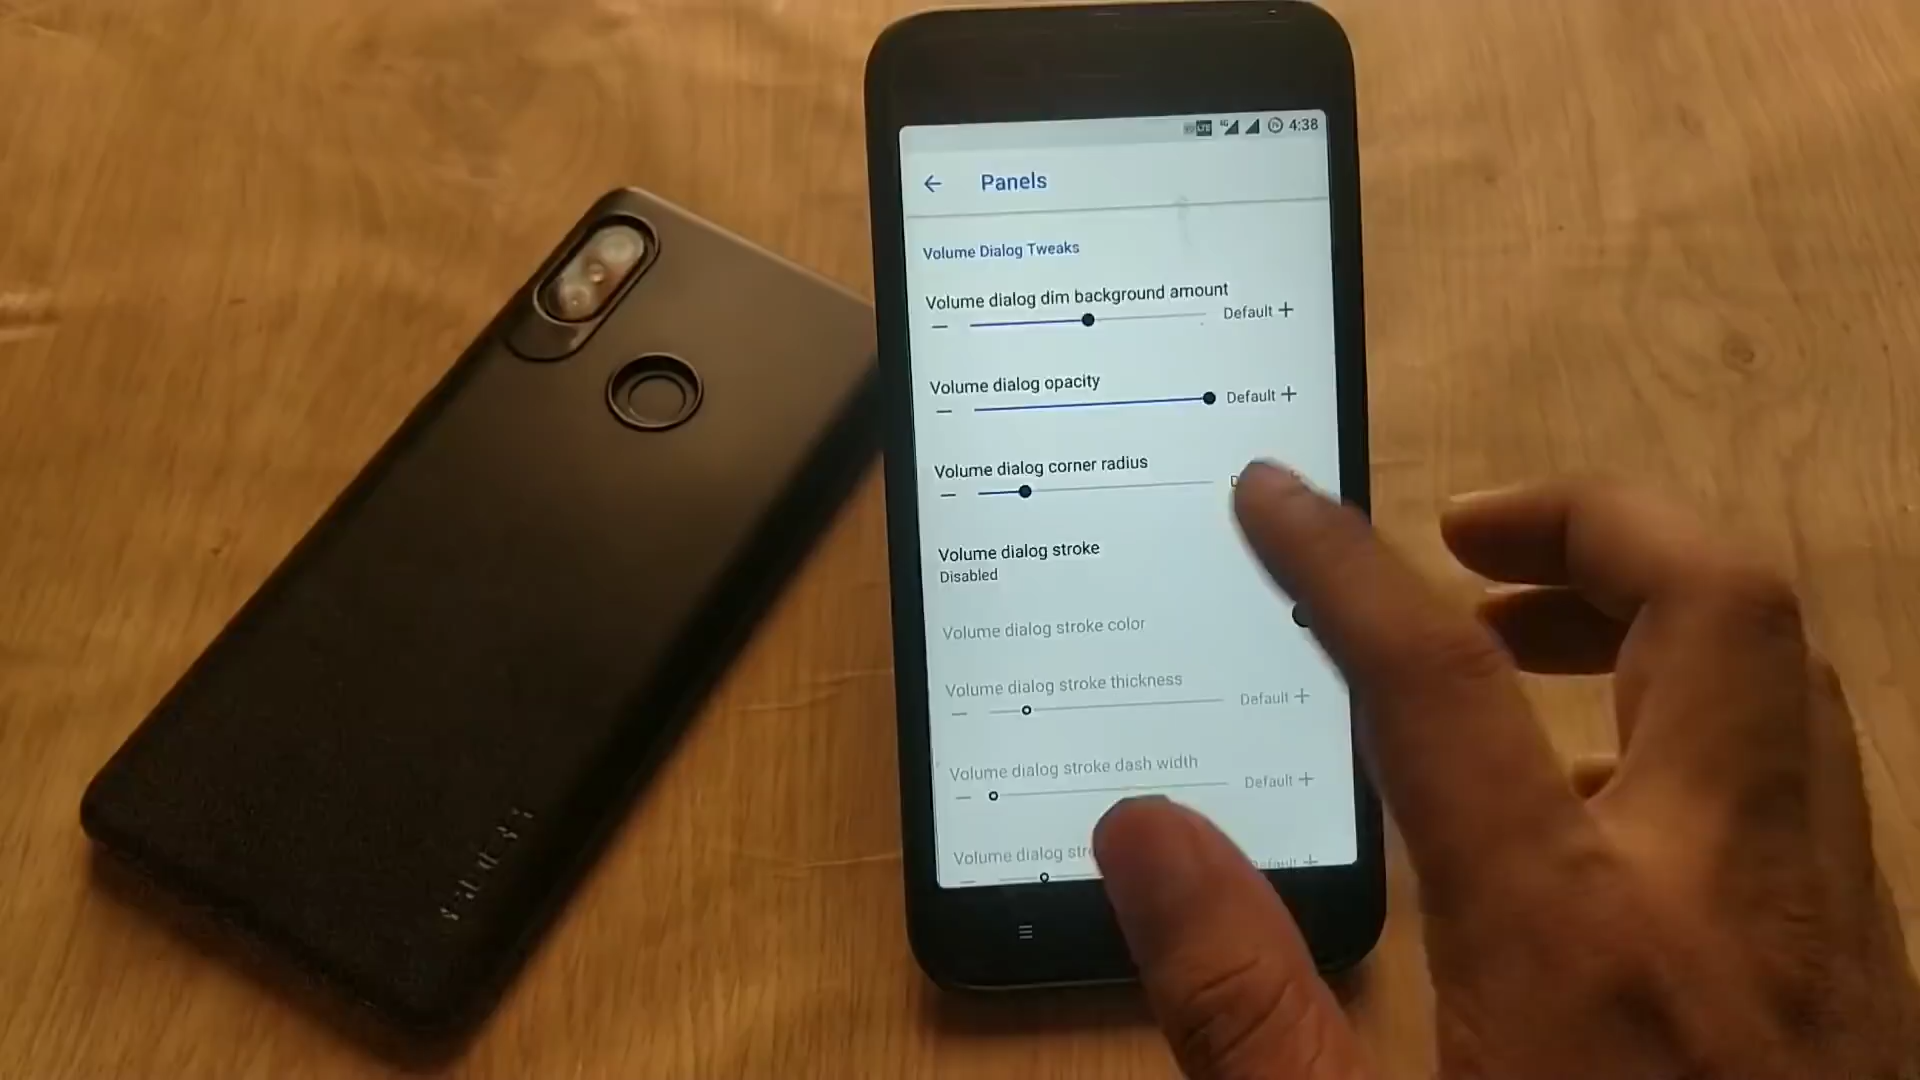 4G 4:38
Panels
Volume Dialog Tweaks
Volume dialog dim background amount
Default
Volume dialog opacity
Default
Volume dialog corner radius
Volume dialog stroke
Disabled
Volume dialog stroke color
Volume dialog stroke thickness
Default
Volume dialog stroke dash width
Default
Volume dialog
Default